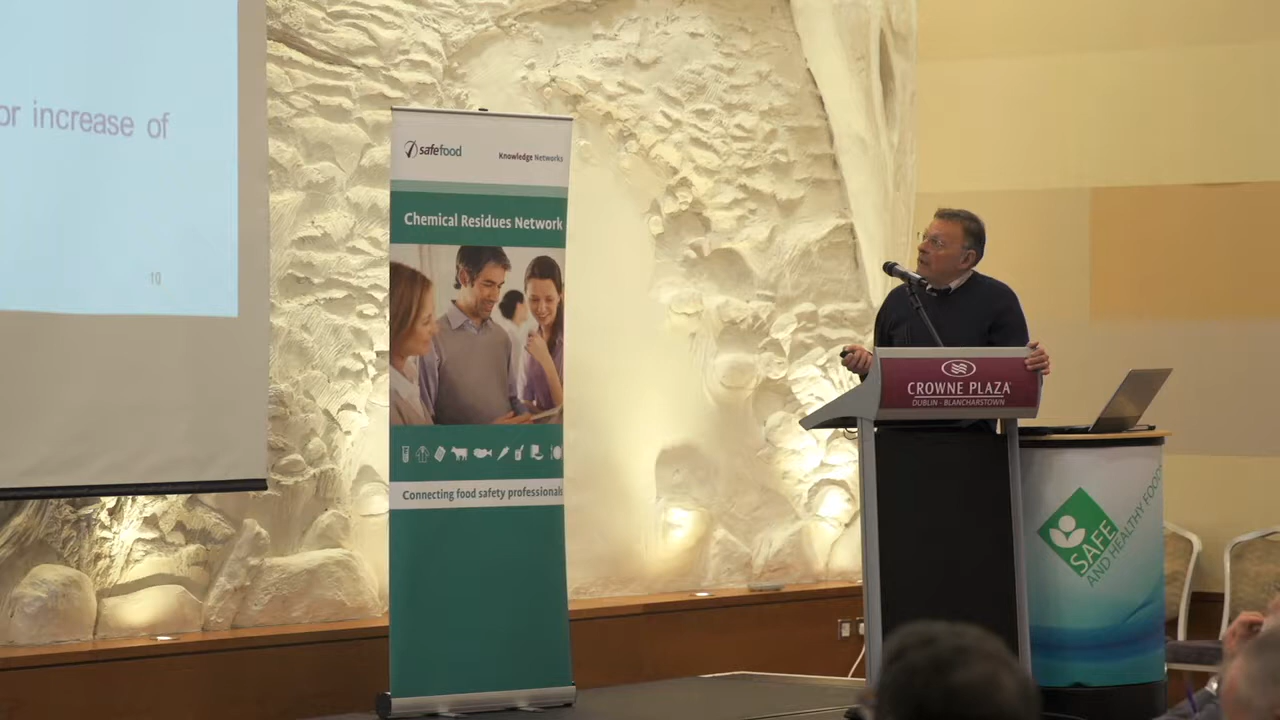 or increase of
10
safefood
Knowledge Networks
Chemical Residues Network
Connecting food safety professionals
CROWNE PLAZA
DUBLIN - BLANCHARSTOWN
SAFE
AND HEALTHY FOOD